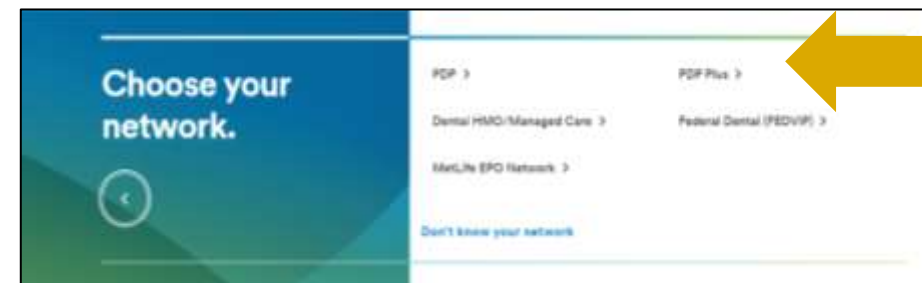 Choose your
network.
PDP >
PDP Plus >
Dental HMO/Managed Care >
Federal Dental (FEDVIP) >
MetLife EPO Network >
Don't know your network